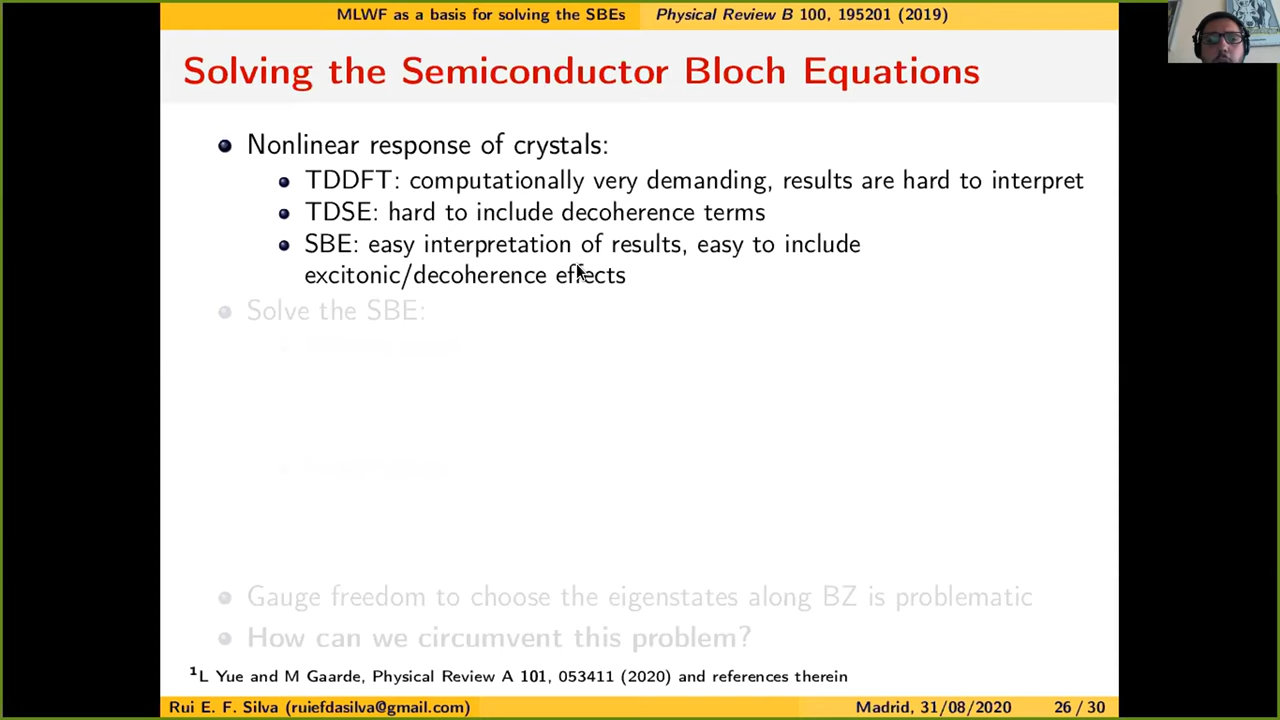 MLWF as a basis for solving the SBEs Physical Review B 100, 195201 (2019)
Solving the Semiconductor Bloch Equations
Nonlinear response of crystals:
TDDFT: computationally very demanding, results are hard to interpret
TDSE: hard to include decoherence terms
SBE: easy interpretation of results, easy to include
excitonic/decoherence effects
Solve the SBE:
Gauge freedom to choose the eigenstates along BZ is problematic
How can we circumvent this problem?
1L Yue and M Gaarde, Physical Review A 101, 053411 (2020) and references therein
Rui E. F. Silva (ruiefdasilva@gmail.com) Madrid, 31/08/2020 26 / 30